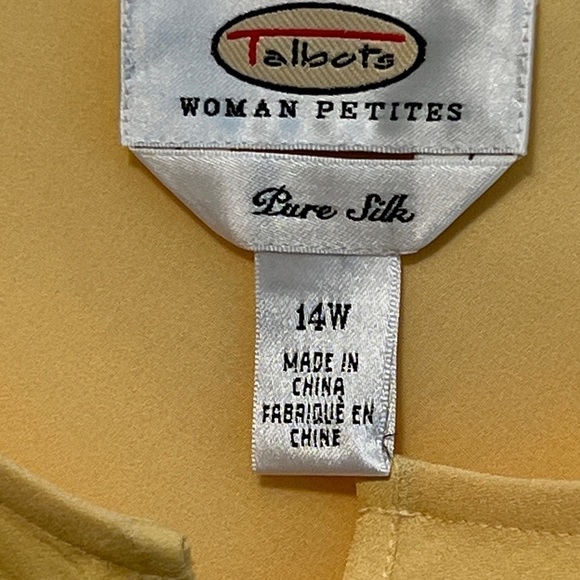 Talbots
WOMAN PETITES
Pure Silk
14W
MADE IN
CHINA
FABRIQUÉ EN
CHINE